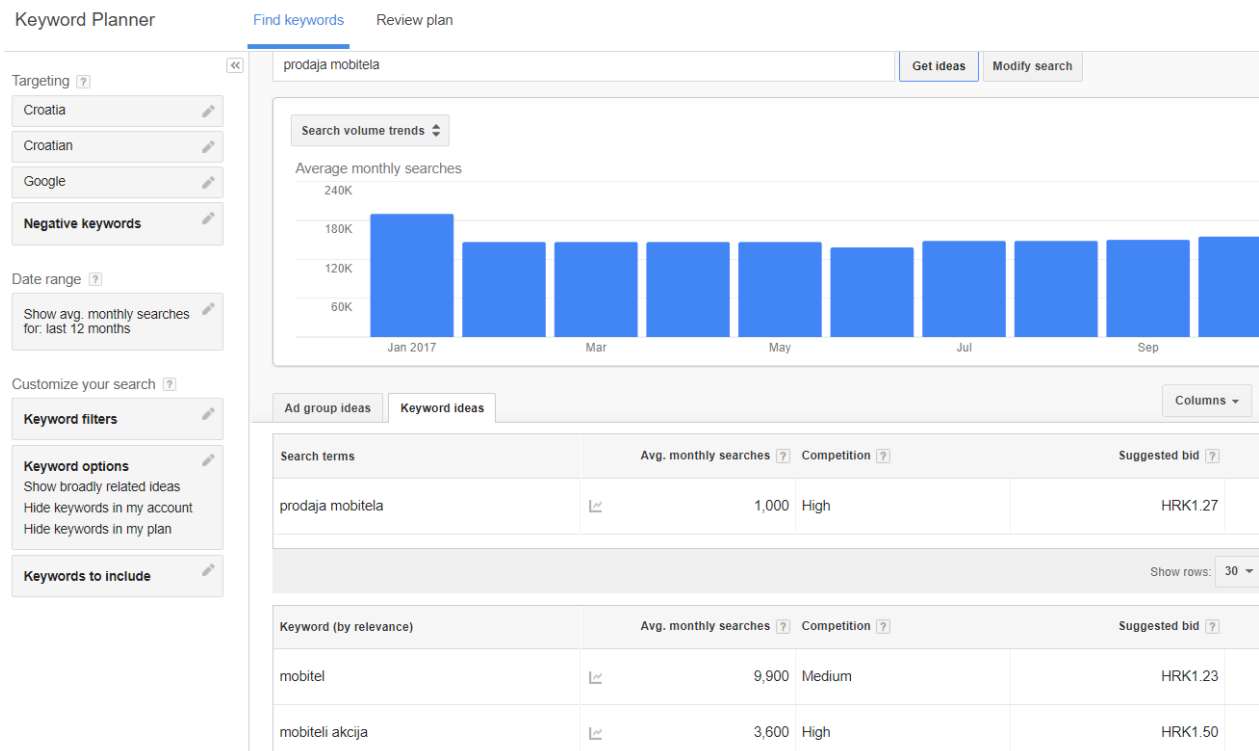 Keyword Planner
Find keywords
Review plan
prodaja mobitela
Get ideas
Modify search
Targeting ?
Croatia
Croatian
Google
Negative keywords
Date range ?
Show avg. monthly searches
for: last 12 months
Customize your search ?
Keyword filters
Keyword options
Show broadly related ideas
Hide keywords in my account
Hide keywords in my plan
Keywords to include
Search volume trends
Average monthly searches
240K
180K
120K
60K
Jan 2017 Mar May Jul Sep
Ad group ideas
Keyword ideas
Columns
Search terms Avg. monthly searches ? Competition ? Suggested bid ?
prodaja mobitela 1,000 High HRK1.27
Show rows: 30
Keyword (by relevance) Avg. monthly searches ? Competition ? Suggested bid ?
mobitel 9,900 Medium HRK1.23
mobiteli akcija 3,600 High HRK1.50